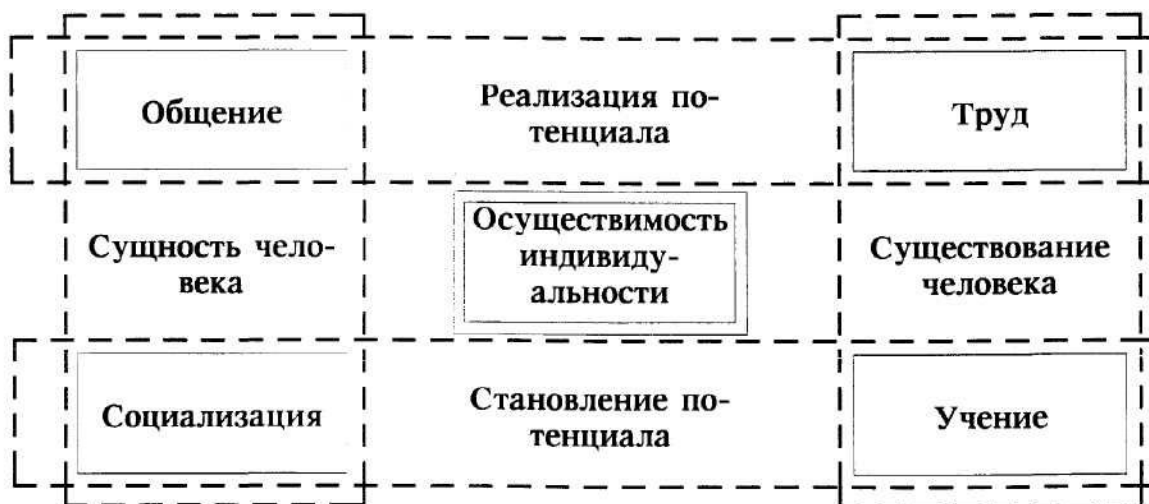 Общение
Реализация по-
тенциала
Труд
Сущность чело-
века
Осуществимость
индивиду-
альности
Существование
человека
Социализация
Становление по-
тенциала
Учение